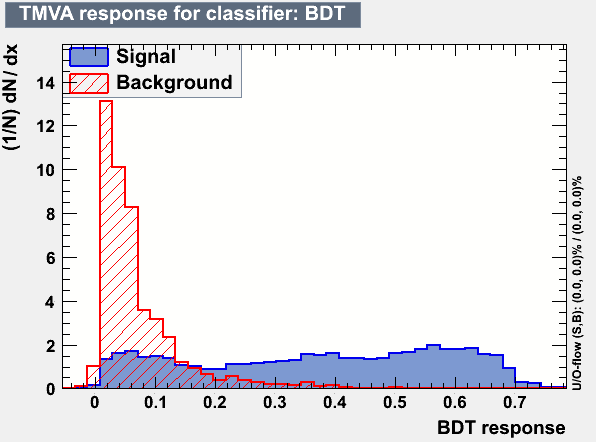 TMVA response for classifier: BDT
Signal
Background
(1/N) dN / dx
14
12
10
8
6
4
2
0
0 0.1 0.2 0.3 0.4 0.5 0.6 0.7
BDT response
U/O-flow (S,B): (0.0, 0.0)% / (0.0, 0.0)%